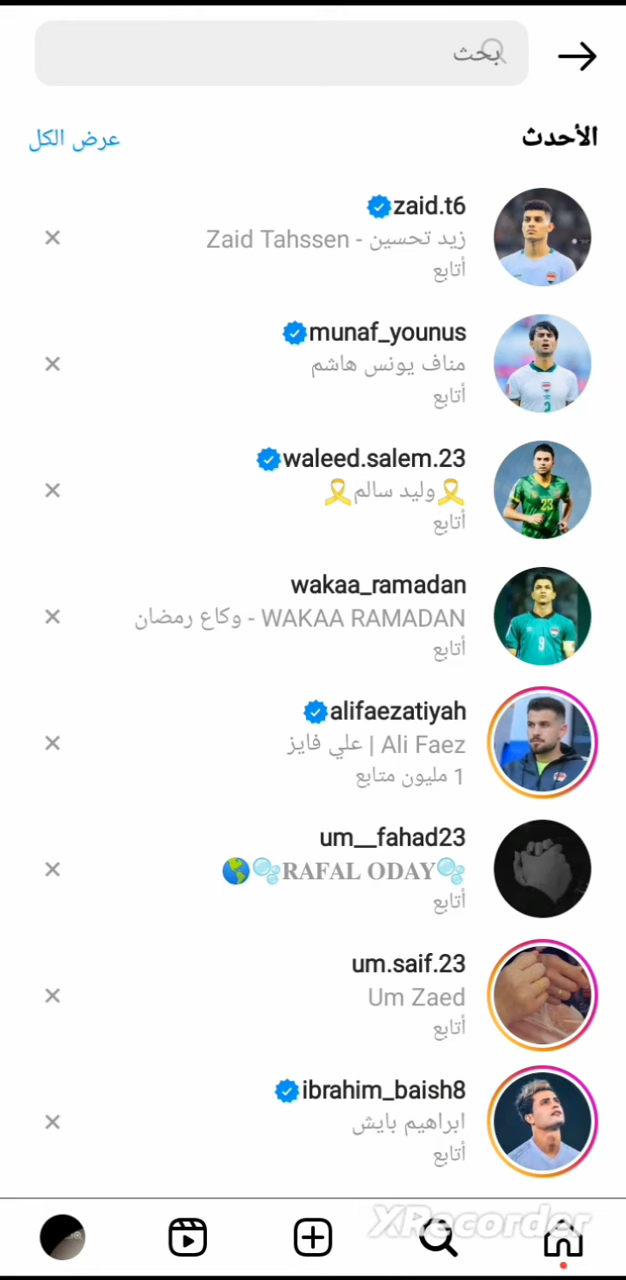 بحث
الأحدث
عرض الكل
zaid.t6
زيد تحسين - Zaid Tahssen
أتابع
munaf_younus
مناف يونس هاشم
أتابع
waleed.salem.23
🎗️وليد سالم🎗️
أتابع
wakaa_ramadan
WAKAA RAMADAN - وكاع رمضان
أتابع
alifaezatiyah
Ali Faez | علي فايز
1 مليون متابع
um__fahad23
🫧𝐑𝐀𝐅𝐀𝐋 𝐎𝐃𝐀𝐘🫧🌎
أتابع
um.saif.23
Um Zaed
أتابع
ibrahim_baish8
ابراهيم بايش
أتابع
XRecorder